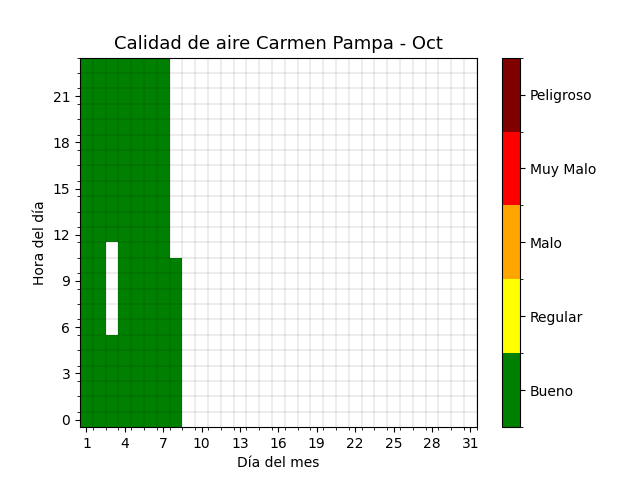 Calidad de aire Carmen Pampa - Oct
Hora del día
21
18
15
12
9
6
3
0
1 4 7 10 13 16 19 22 25 28 31
Día del mes
Peligroso
Muy Malo
Malo
Regular
Bueno